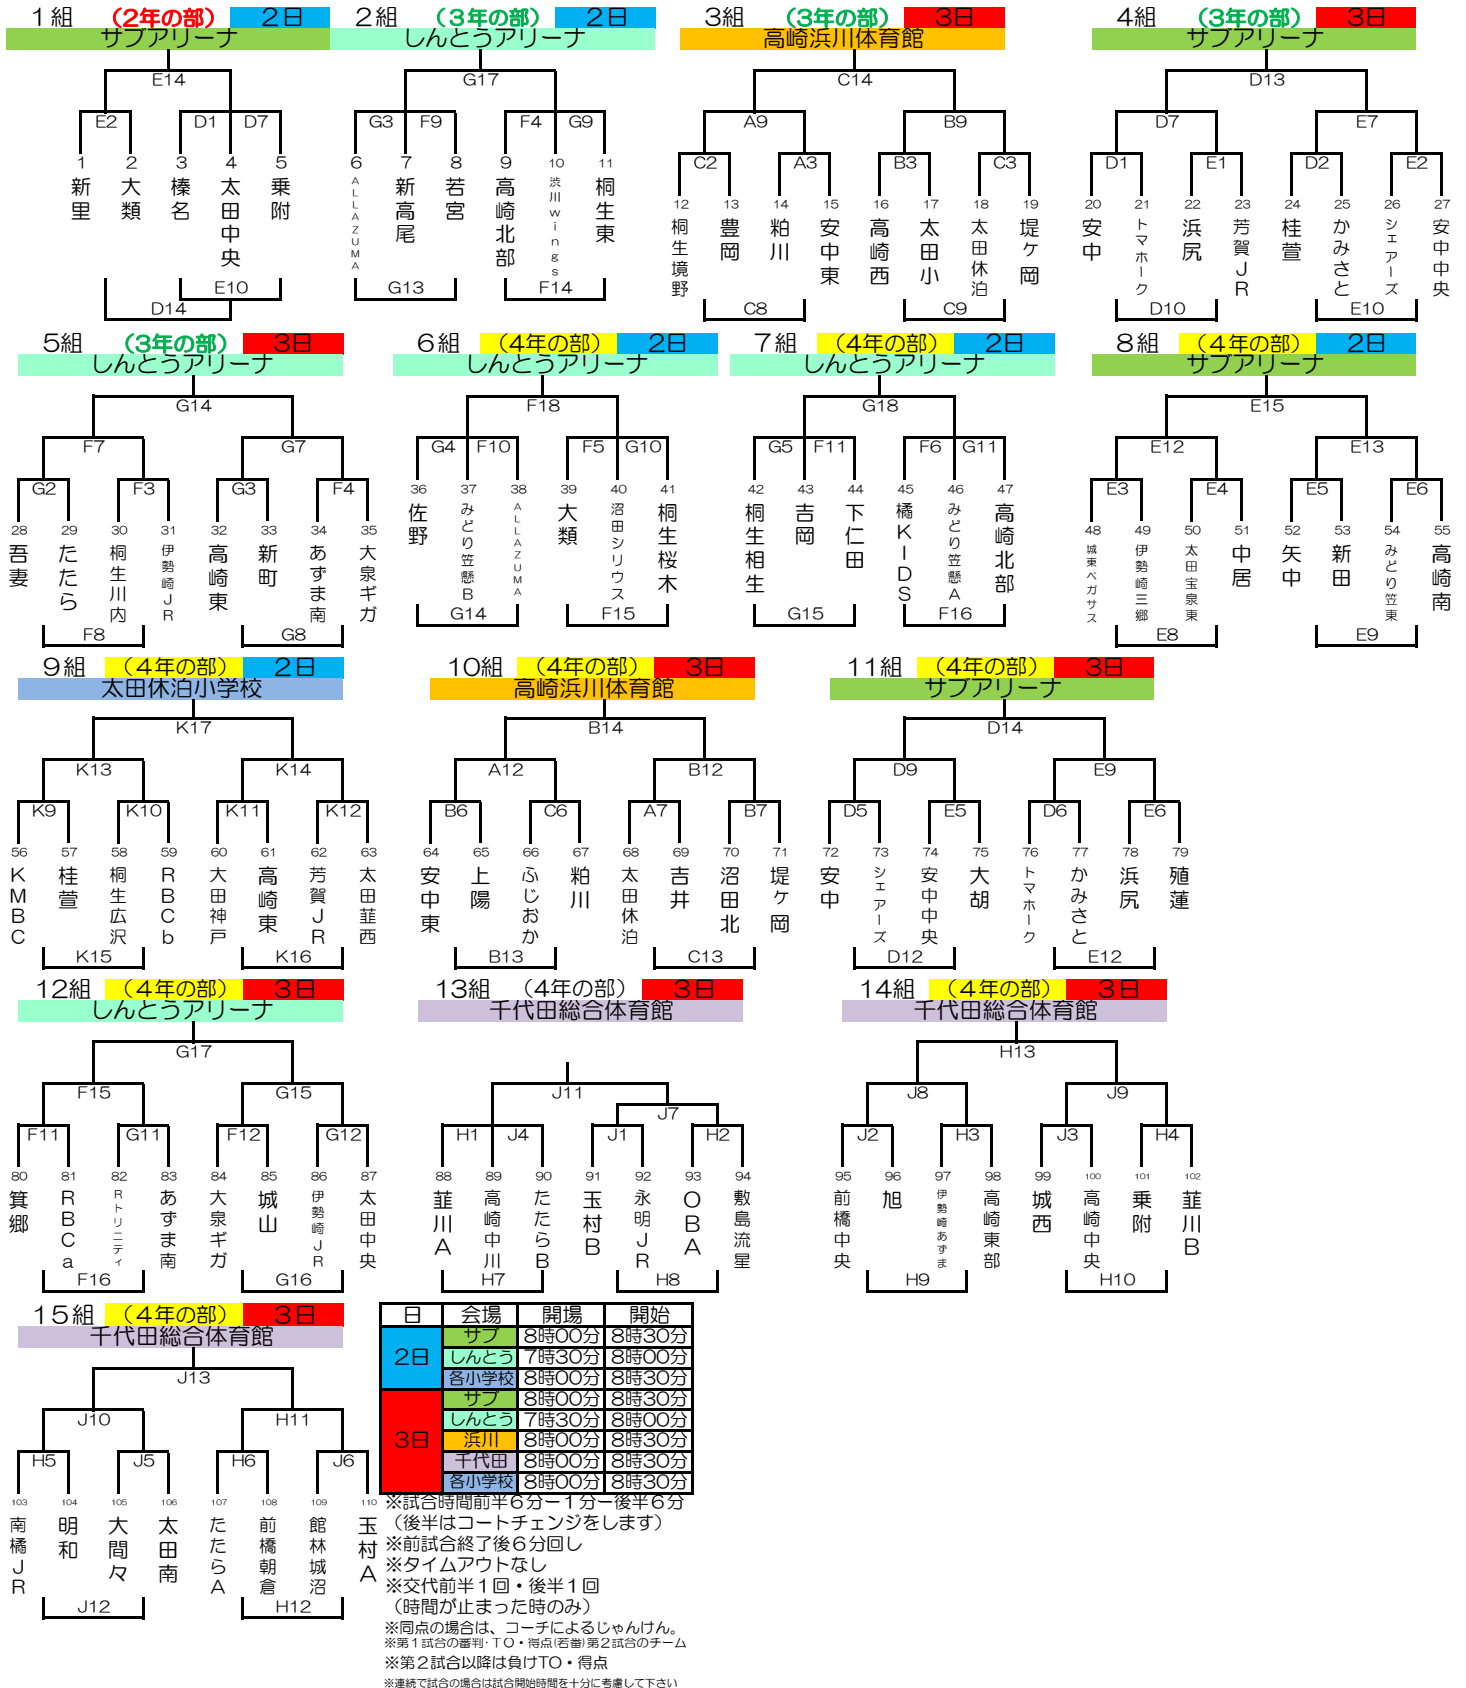 1組 (2年の部) 2日 2組 (3年の部) 2日 3組 (3年の部) 3日 4組 (3年の部) 3日
サブアリーナ しんとうアリーナ 高崎浜川体育館 サブアリーナ
E14 G17 C14 D13
E2 D1 D7 G3 F9 F4 G9 A9 B9 D7 E7
C2 A3 B3 C3 D1 E1 D2 E2
1 新里
2 大類
3 榛名
4 太田中央
5 乗附
6 ALLAZUMA
7 新高尾
8 若宮
9 高崎北部
10 渋川wings
11 桐生東
12 桐生境野
13 豊岡
14 粕川
15 安中東
16 高崎西
17 太田小
18 太田休泊
19 堤ヶ岡
20 安中
21 トマホーク
22 浜尻
23 芳賀JR
24 桂萱
25 かみさと
26 シェアーズ
27 安中中央
E10 G13 F14
D14 C8 C9 D10 E10
5組 (3年の部) 3日 6組 (4年の部) 2日 7組 (4年の部) 2日 8組 (4年の部) 2日
しんとうアリーナ しんとうアリーナ しんとうアリーナ サブアリーナ
G14 F18 G18 E15
F7 G7 G4 F10 F5 G10 G5 F11 F6 G11 E12 E13
G2 F3 G3 F4 E3 E4 E5 E6
28 吾妻
29 たたら
30 桐生川内
31 伊勢崎JR
32 高崎東
33 新町
34 あずま南
35 大泉ギガ
36 佐野
37 みどり笠懸B
38 ALLAZUMA
39 大類
40 沼田シリウス
41 桐生桜木
42 桐生相生
43 吉岡
44 下仁田
45 橘KIDS
46 みどり笠懸A
47 高崎北部
48 城東ペガサス
49 伊勢崎三郷
50 太田宝泉東
51 中居
52 矢中
53 新田
54 みどり笠東
55 高崎南
F8 G8 G14 F15 G15 F16 E8 E9
9組 (4年の部) 2日 10組 (4年の部) 3日 11組 (4年の部) 3日
太田休泊小学校 高崎浜川体育館 サブアリーナ
K17 B14 D14
K13 K14 A12 B12 D9 E9
K9 K10 K11 K12 B6 C6 A7 B7 D5 E5 D6 E6
56 KMBC
57 桂萱
58 桐生広沢
59 RBCb
60 大田神戸
61 高崎東
62 芳賀JR
63 太田韮西
64 安中東
65 上陽
66 ふじおか
67 粕川
68 太田休泊
69 吉井
70 沼田北
71 堤ヶ岡
72 安中
73 シェアーズ
74 安中中央
75 大胡
76 トマホーク
77 かみさと
78 浜尻
79 殖蓮
K15 K16 B13 C13 D12 E12
12組 (4年の部) 3日 13組 (4年の部) 3日 14組 (4年の部) 3日
しんとうアリーナ 千代田総合体育館 千代田総合体育館
G17 J11 H13
F15 G15 J7 J8 J9
F11 G11 F12 G12 H1 J4 J1 H2 J2 H3 J3 H4
80 箕郷
81 RBCa
82 Rトリニティ
83 あずま南
84 大泉ギガ
85 城山
86 伊勢崎JR
87 太田中央
88 韮川A
89 高崎中川
90 たたらB
91 玉村B
92 永明JR
93 OBA
94 敷島流星
95 前橋中央
96 旭
97 伊勢崎あずま
98 高崎東部
99 城西
100 高崎中央
101 乗附
102 韮川B
F16 G16 H7 H8 H9 H10
15組 (4年の部) 3日
千代田総合体育館
J13
J10 H11
H5 J5 H6 J6
103 南橘JR
104 明和
105 大間々
106 太田南
107 たたらA
108 前橋朝倉
109 館林城沼
110 玉村A
J12 H12
日 会場 開場 開始
2日 サブ 8時00分 8時30分
しんとう 7時30分 8時00分
各小学校 8時00分 8時30分
3日 サブ 8時00分 8時30分
しんとう 7時30分 8時00分
浜川 8時00分 8時30分
千代田 8時00分 8時30分
各小学校 8時00分 8時30分
※試合時間前半6分ー1分ー後半6分
(後半はコートチェンジをします)
※前試合終了後6分回し
※タイムアウトなし
※交代前半1回・後半1回
(時間が止まった時のみ)
※同点の場合は、コーチによるじゃんけん。
※第1試合の審判・TO・得点(若番)第2試合のチーム
※第2試合以降は負けTO・得点
※連続で試合の場合は試合開始時間を十分に考慮して下さい